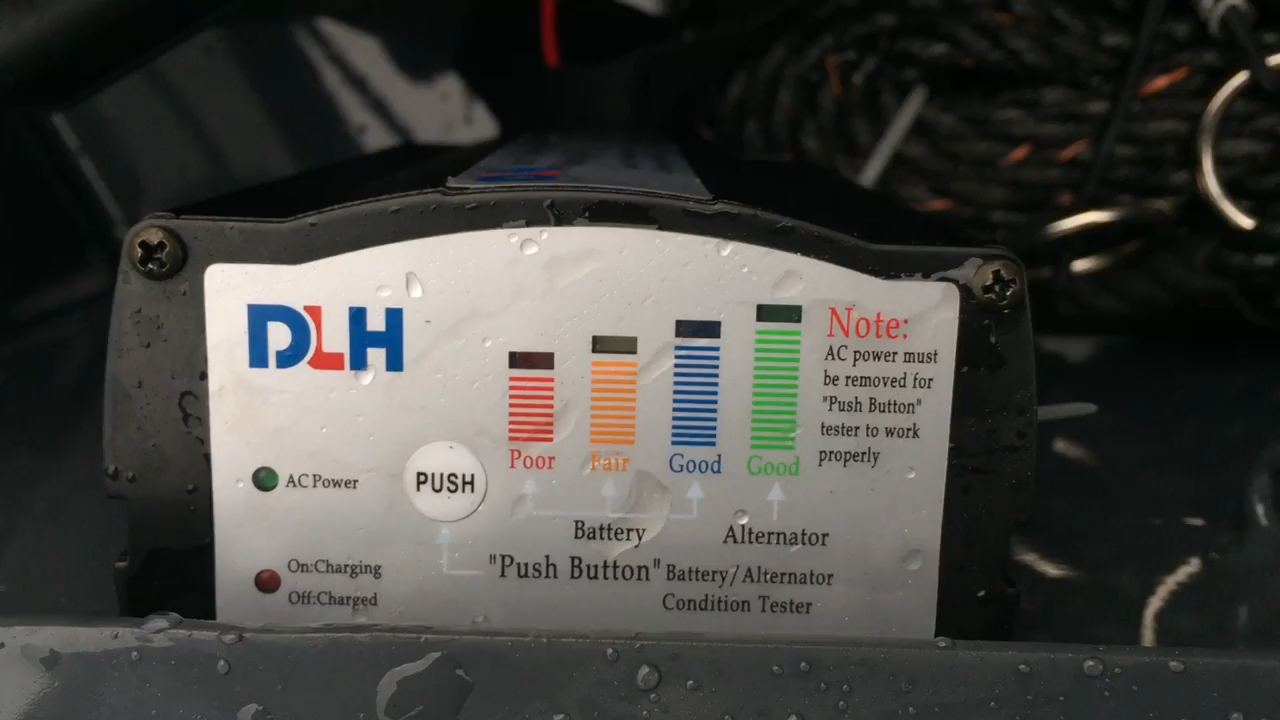 DLH
Note:
AC power must
be removed for
"Push Button"
tester to work
properly
Poor
Fair
Good
Good
AC Power
PUSH
Battery
Alternator
On:Charging
Off:Charged
"Push Button" Battery/Alternator
Condition Tester